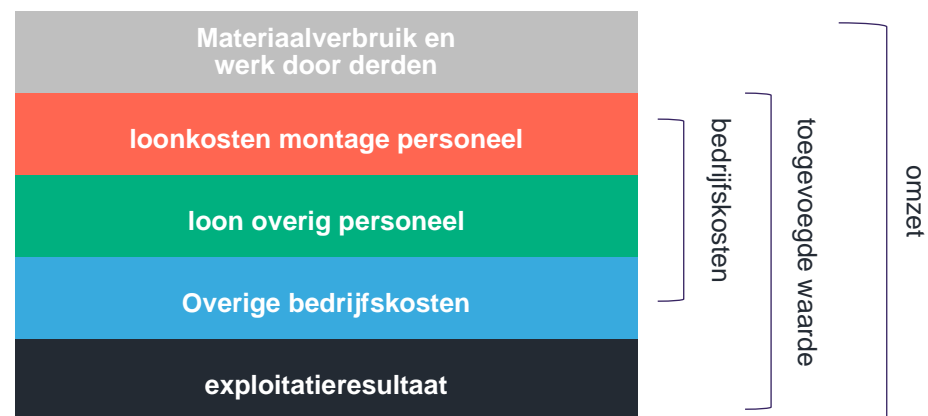 Materiaalverbruik en
werk door derden
loonkosten montage personeel
loon overig personeel
Overige bedrijfskosten
exploitatieresultaat
bedrijfskosten
toegevoegde waarde
omzet